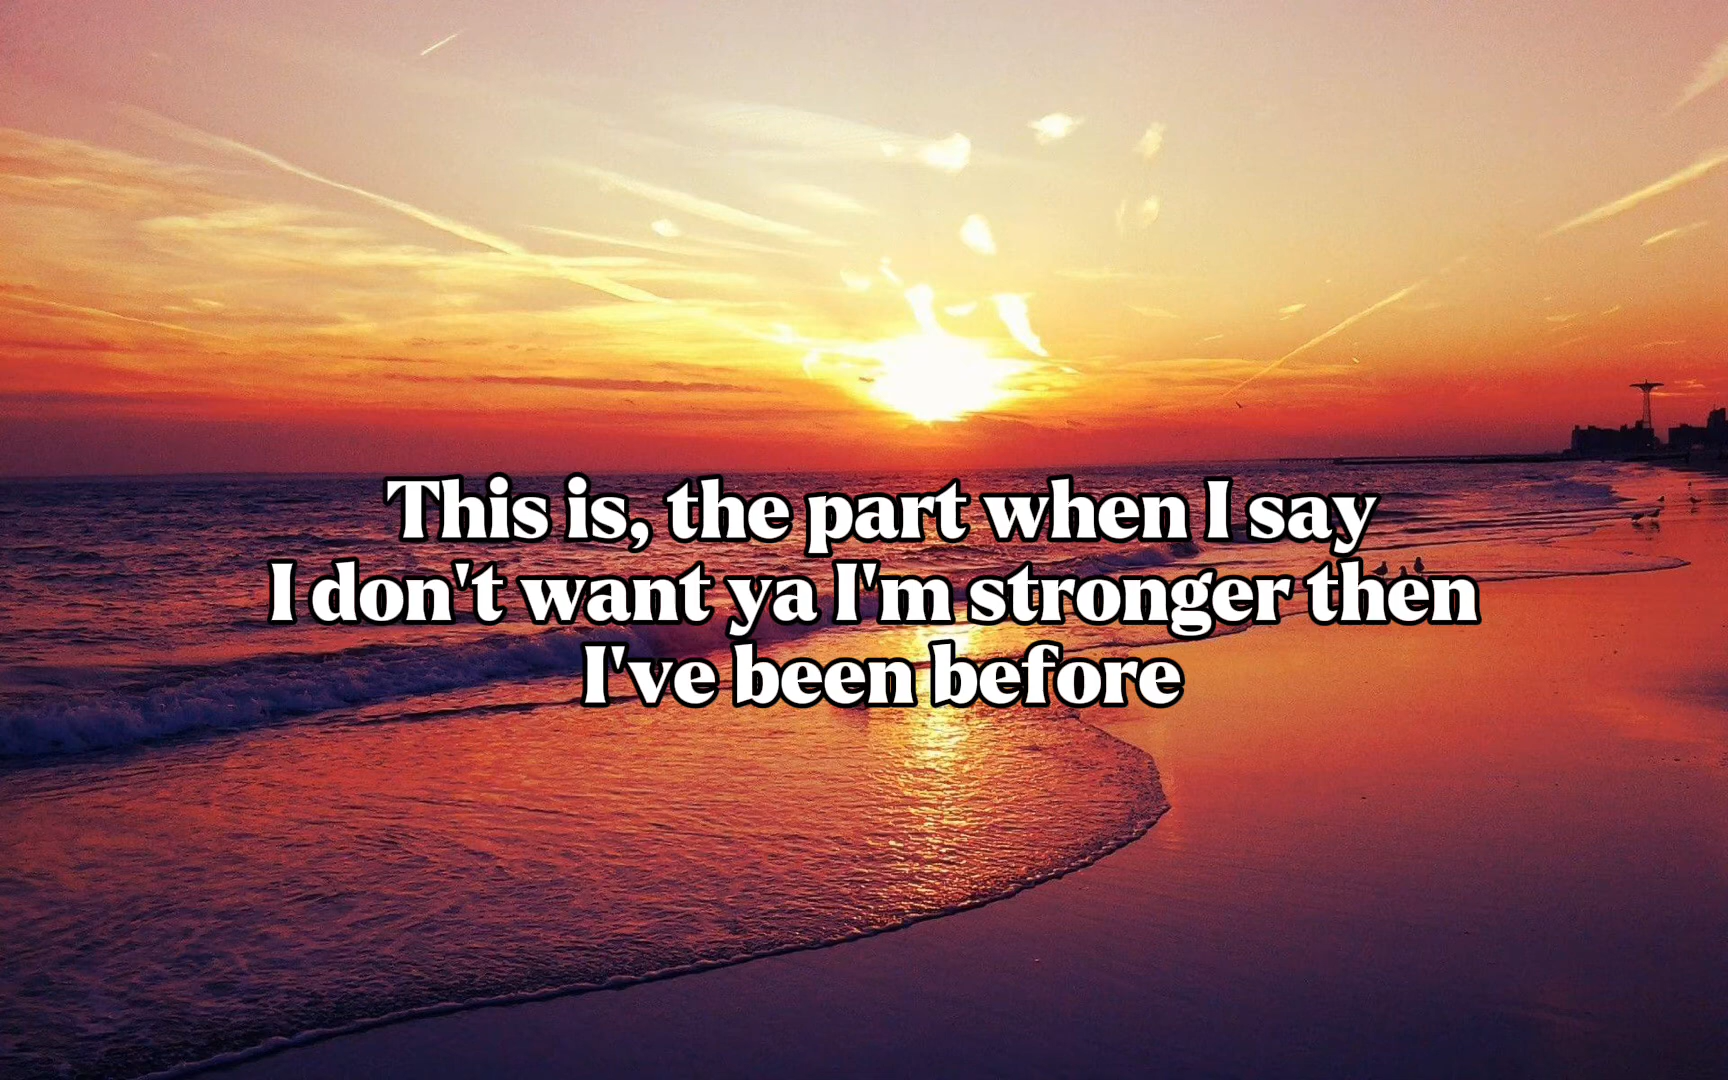 This is, the part when I say
I don't want ya I'm stronger then
I've been before